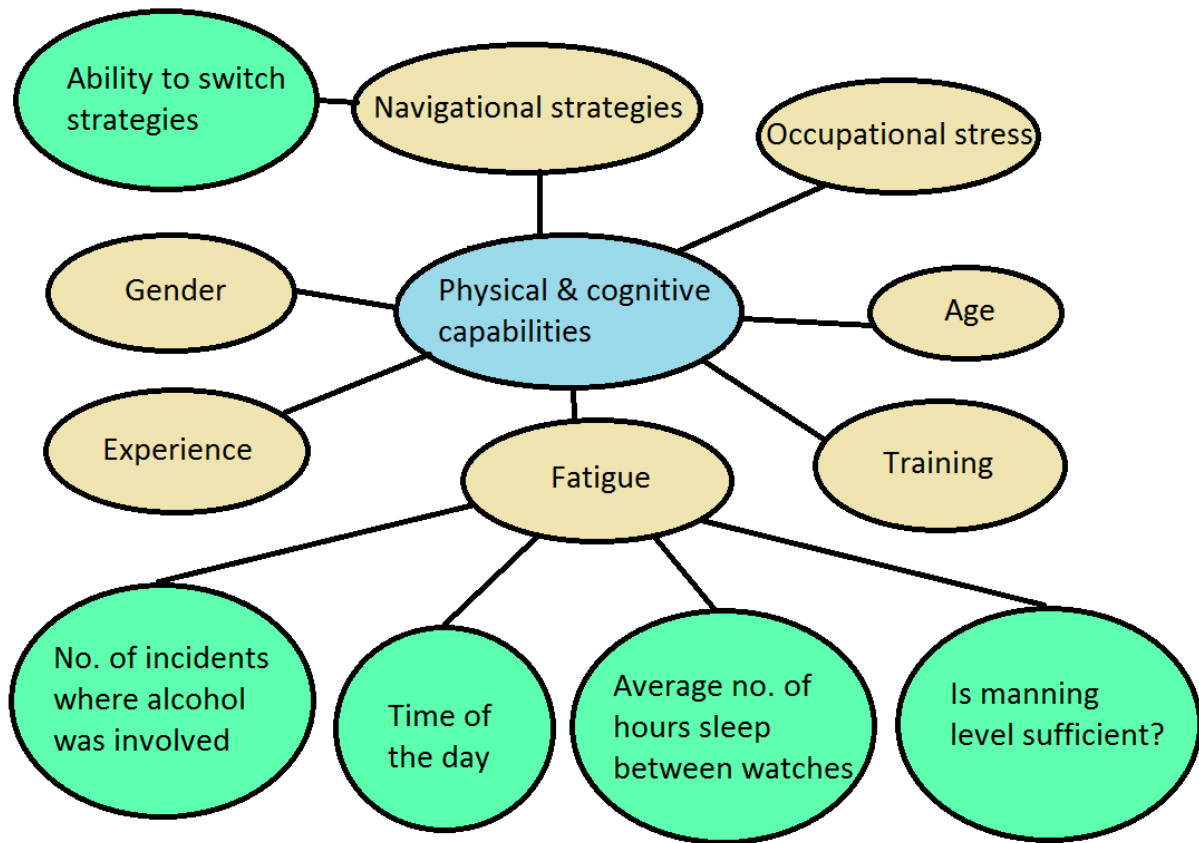 Ability to switch
strategies
Navigational strategies
Occupational stress
Gender
Physical & cognitive
capabilities
Age
Experience
Fatigue
Training
No. of incidents
where alcohol
was involved
Time of
the day
Average no. of
hours sleep
between watches
Is manning
level sufficient?